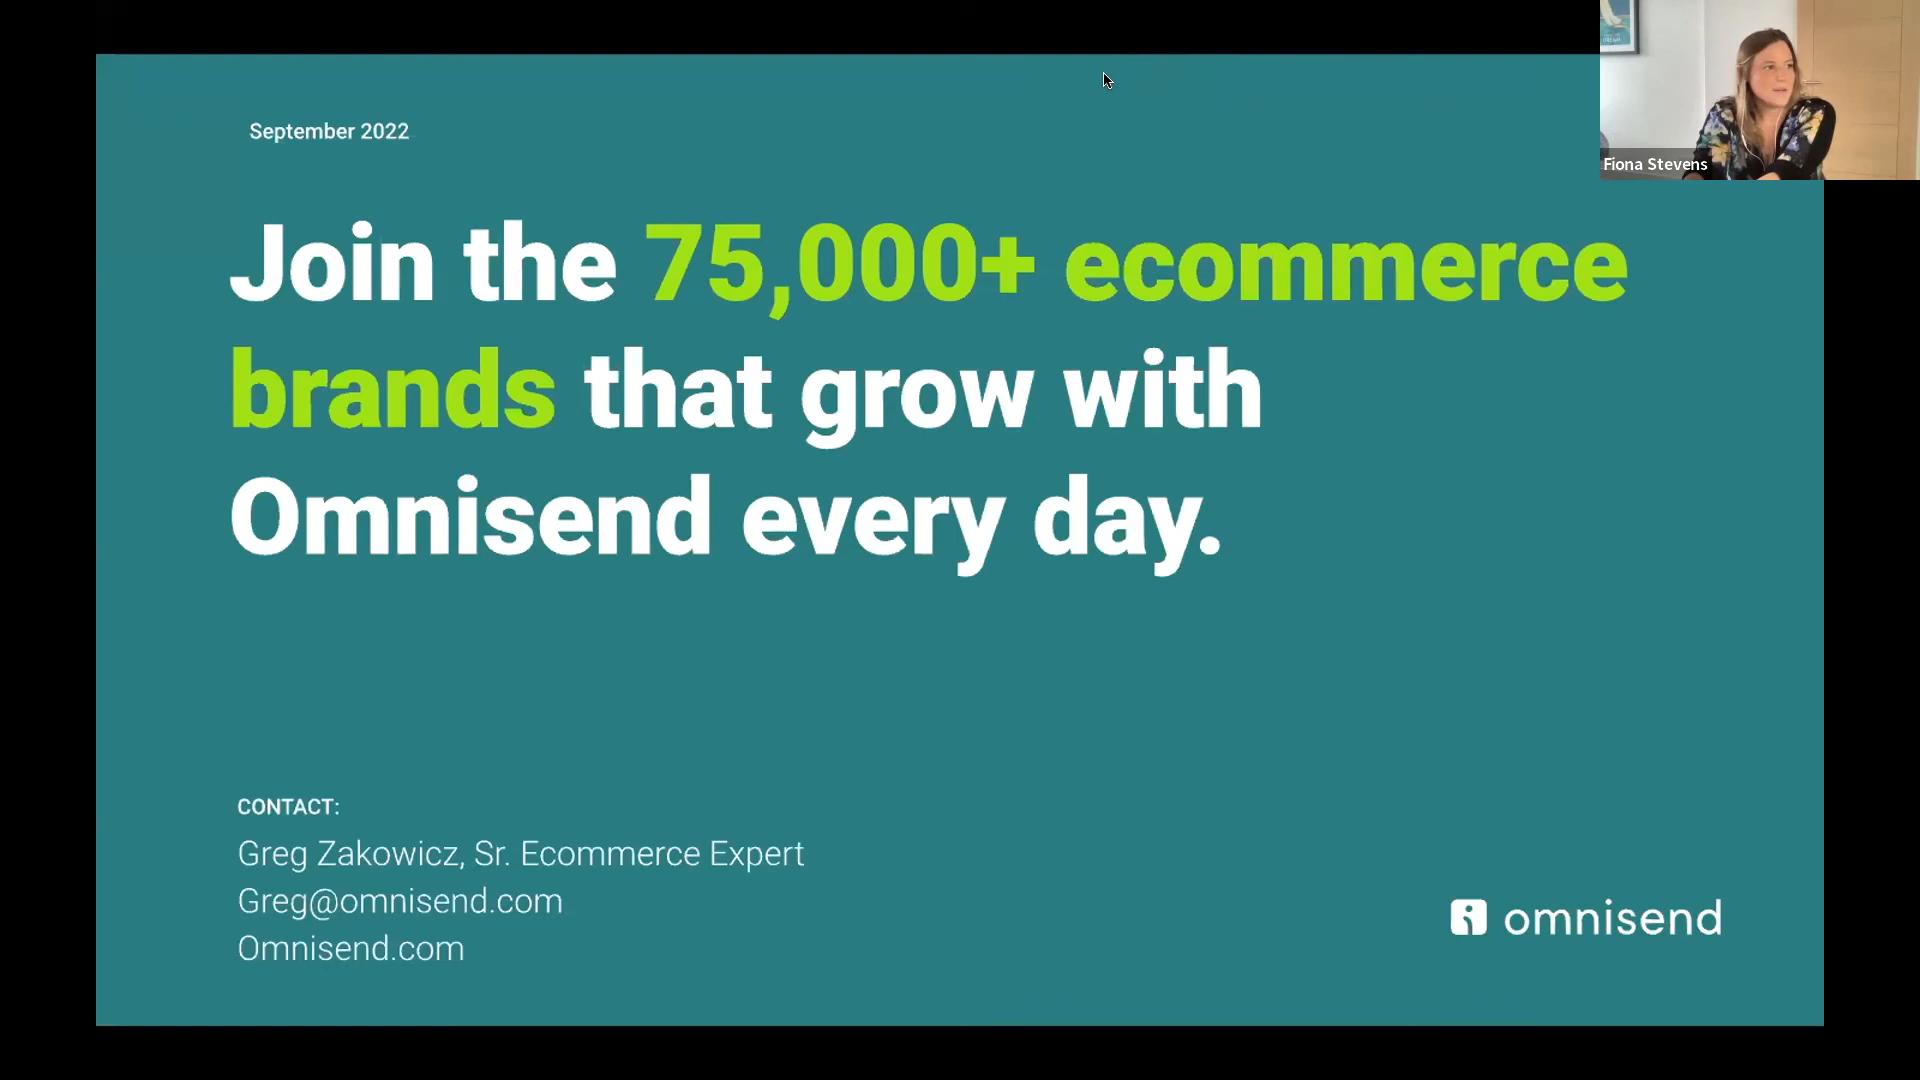 September 2022
Join the 75,000+ ecommerce
brands that grow with
Omnisend every day.
CONTACT:
Greg Zakowicz, Sr. Ecommerce Expert
Greg@omnisend.com
Omnisend.com
omnisend
Fiona Stevens